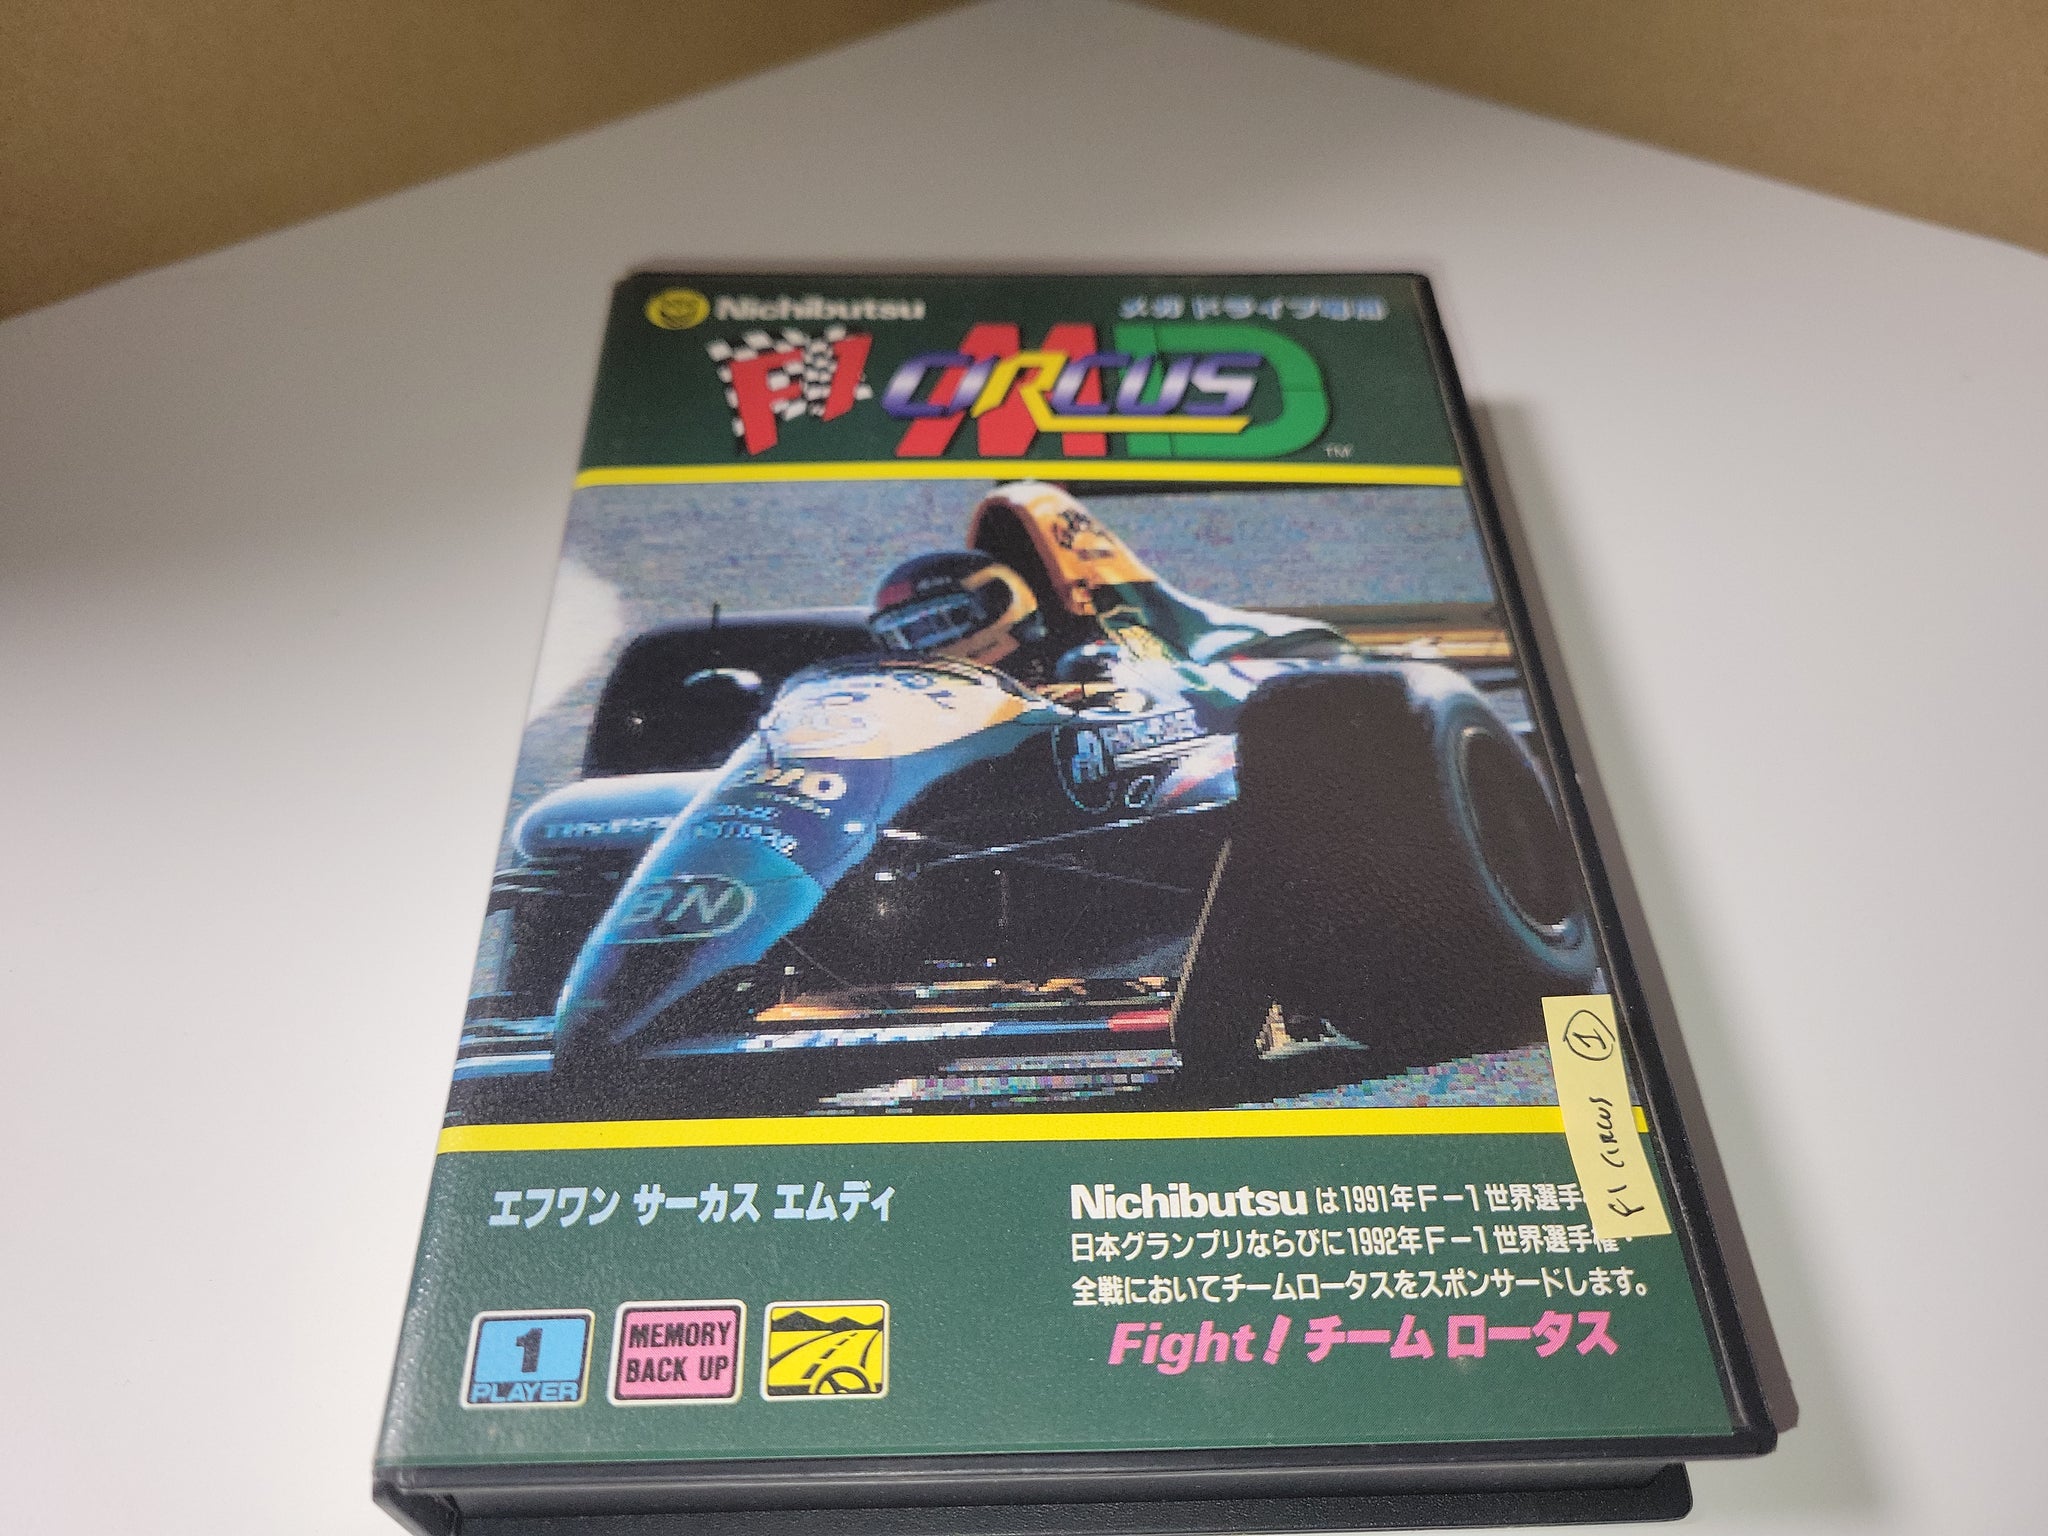 Nichibutsu
メガドライブ専用
F1 CIRCUS MD
TM
BN
エフワン サーカス エムディ
Nichibutsu は1991年F-1世界選手
日本グランプリならびに1992年F-1世界選手権・
全戦においてチームロータスをスポンサードします。
Fight! チーム ロータス
1
PLAYER
MEMORY
BACK UP
F1 CIRCUS ①